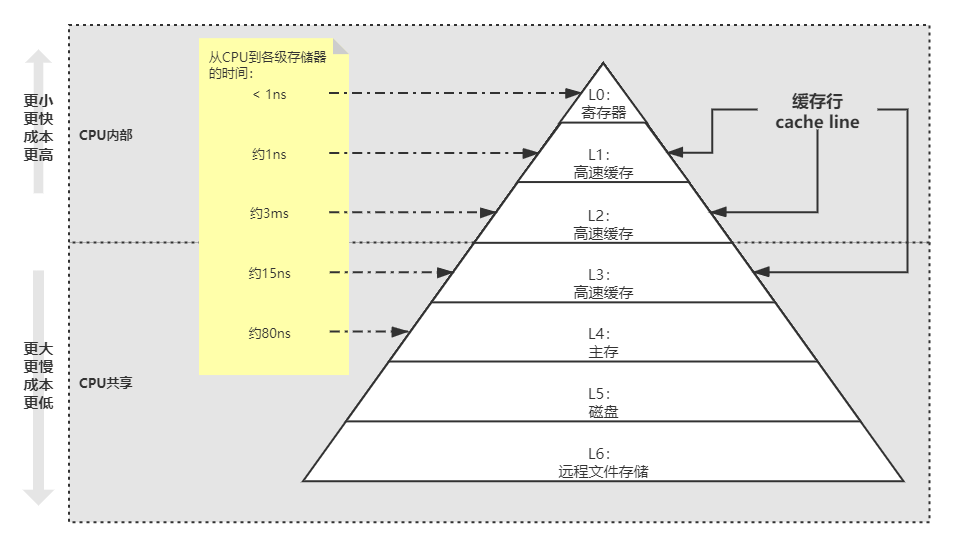 从CPU到各级存储器
的时间：
< 1ns
约1ns
约3ms
约15ns
约80ns
更小
更快
成本
更高
CPU内部
更大
更慢
成本
更低
CPU共享
L0：
寄存器
L1：
高速缓存
L2：
高速缓存
L3：
高速缓存
L4：
主存
L5：
磁盘
L6：
远程文件存储
缓存行
cache line